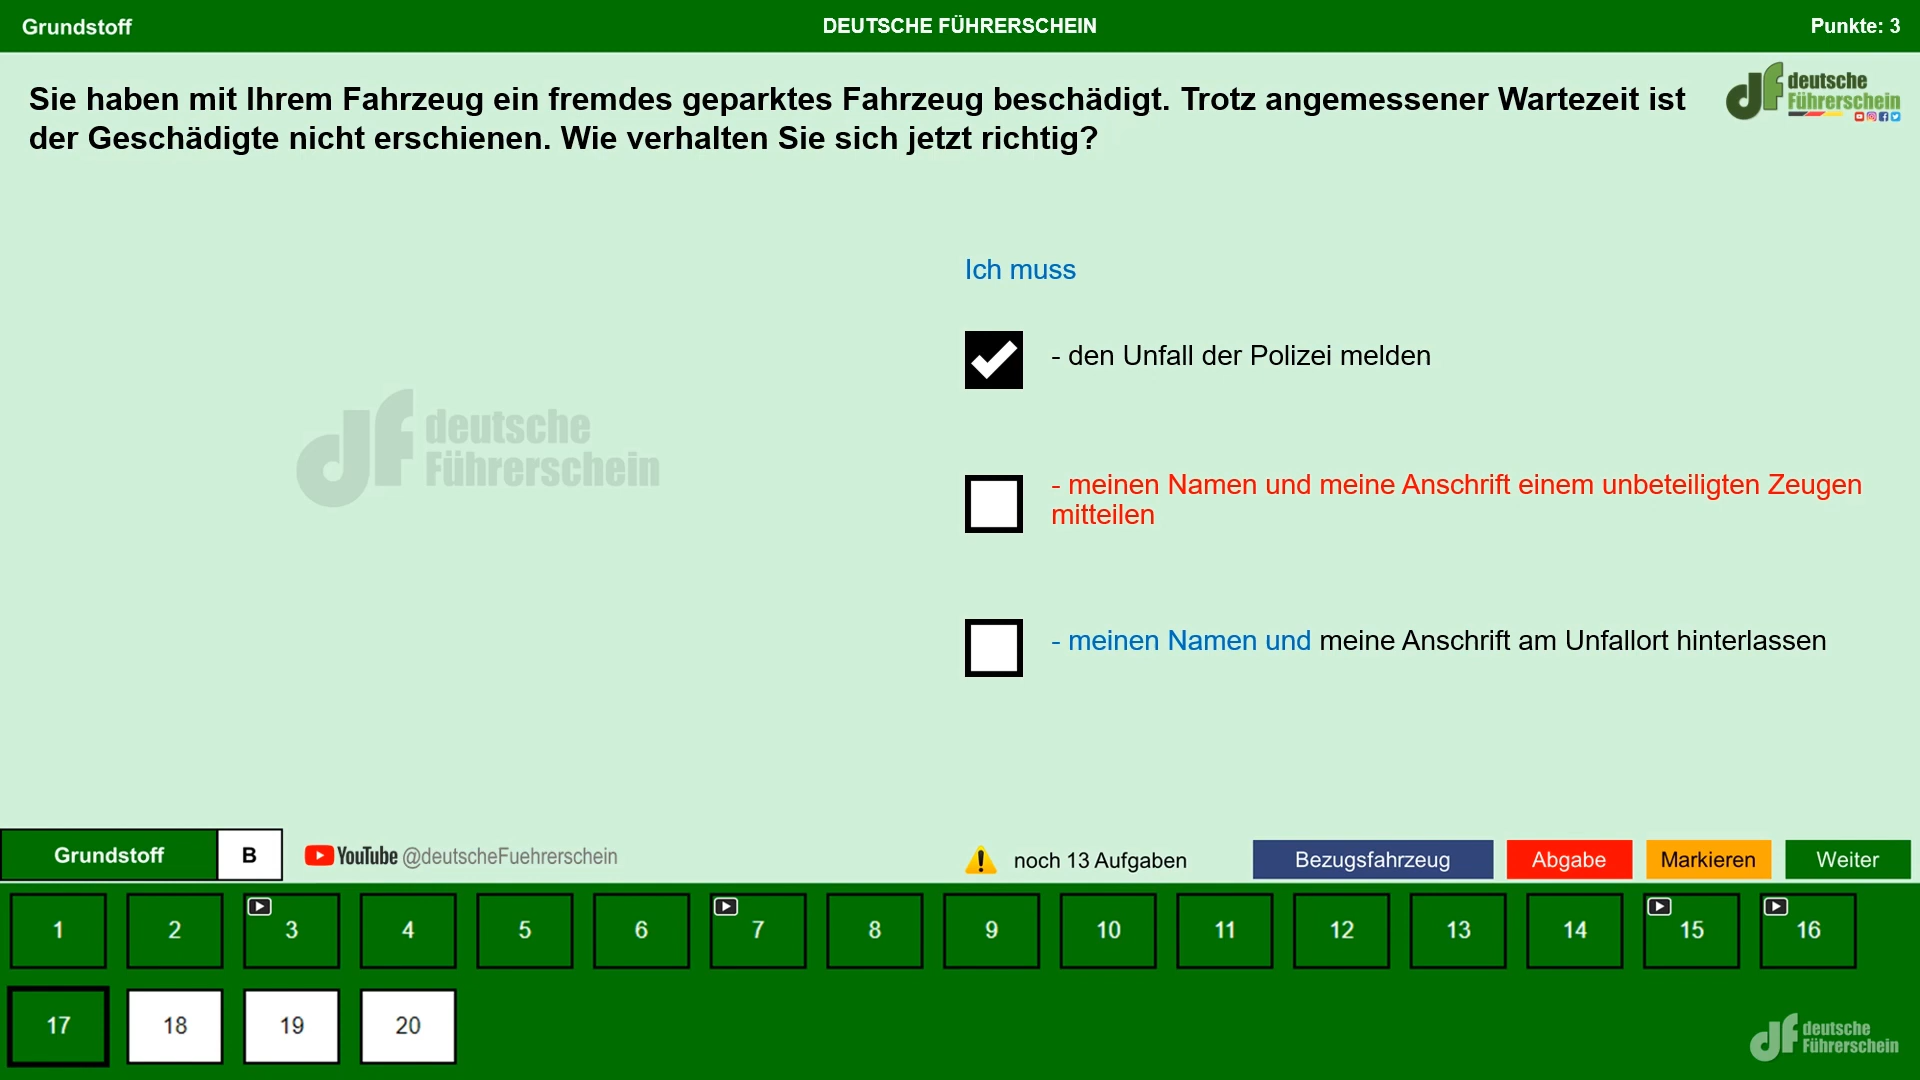 Grundstoff
DEUTSCHE FÜHRERSCHEIN
Punkte: 3
Sie haben mit Ihrem Fahrzeug ein fremdes geparktes Fahrzeug beschädigt. Trotz angemessener Wartezeit ist
der Geschädigte nicht erschienen. Wie verhalten Sie sich jetzt richtig?
df deutsche
Führerschein
Ich muss
- den Unfall der Polizei melden
- meinen Namen und meine Anschrift einem unbeteiligten Zeugen
mitteilen
- meinen Namen und meine Anschrift am Unfallort hinterlassen
df deutsche
Führerschein
Grundstoff
B
YouTube @deutscheFuehrerschein
noch 13 Aufgaben
Bezugsfahrzeug
Abgabe
Markieren
Weiter
1 2 3 4 5 6 7 8 9 10 11 12 13 14 15 16
17 18 19 20
df deutsche
Führerschein